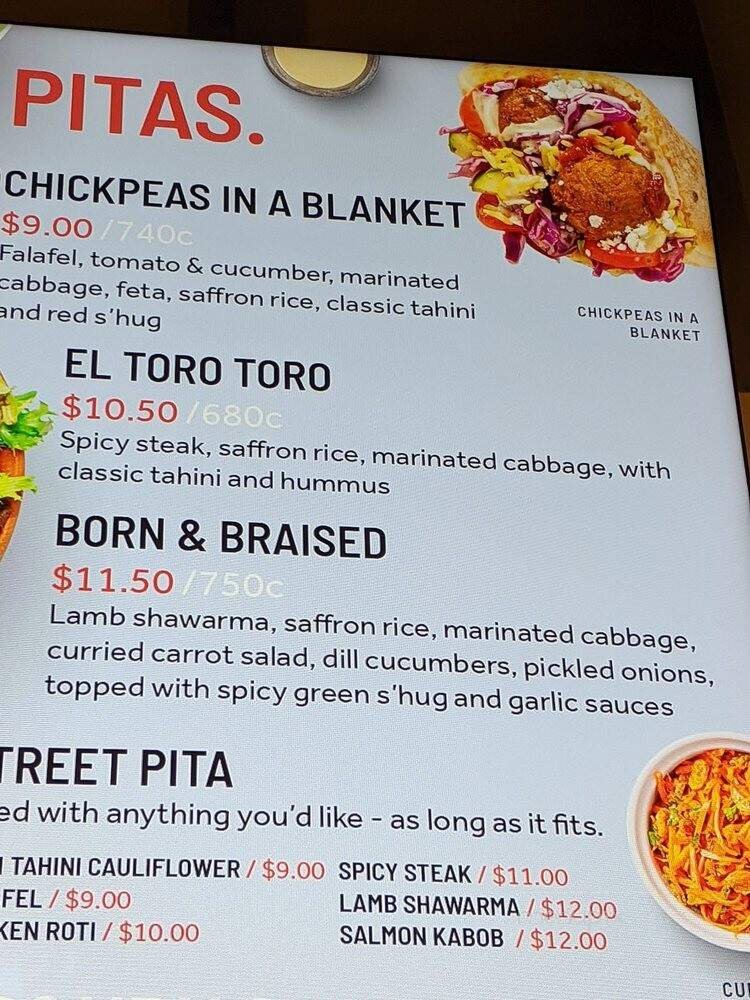 PITAS.
CHICKPEAS IN A BLANKET
$9.00 /740c
Falafel, tomato & cucumber, marinated
cabbage, feta, saffron rice, classic tahini
and red s'hug
CHICKPEAS IN A
BLANKET
EL TORO TORO
$10.50 /680c
Spicy steak, saffron rice, marinated cabbage, with
classic tahini and hummus
BORN & BRAISED
$11.50 /750c
Lamb shawarma, saffron rice, marinated cabbage,
curried carrot salad, dill cucumbers, pickled onions,
topped with spicy green s'hug and garlic sauces
TREET PITA
ed with anything you'd like - as long as it fits.
TAHINI CAULIFLOWER / $9.00 SPICY STEAK / $11.00
FEL / $9.00 LAMB SHAWARMA / $12.00
KEN ROTI / $10.00 SALMON KABOB / $12.00